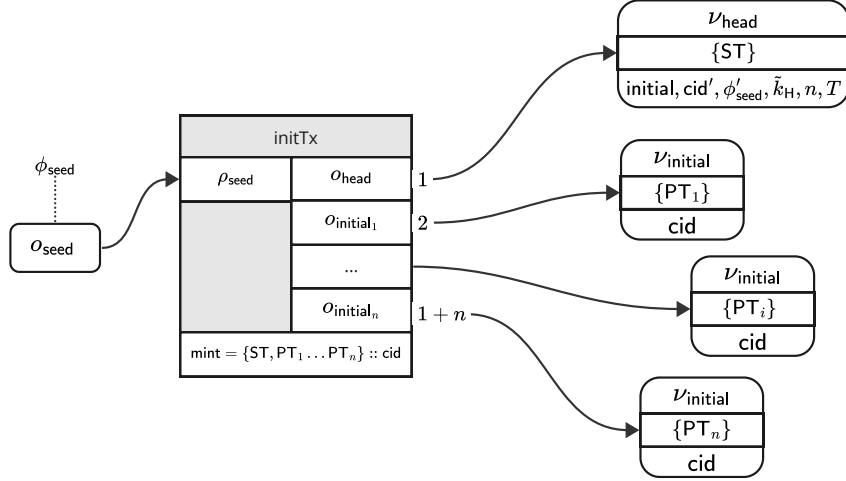 ϕ_seed
o_seed
initTx
ρ_seed
o_head
1
o_initial_1
2
...
o_initial_n
1 + n
mint = {ST, PT_1 … PT_n} :: cid
ν_head
{ST}
initial, cid′, ϕ′_seed, k̃_H, n, T
ν_initial
{PT_1}
cid
ν_initial
{PT_i}
cid
ν_initial
{PT_n}
cid